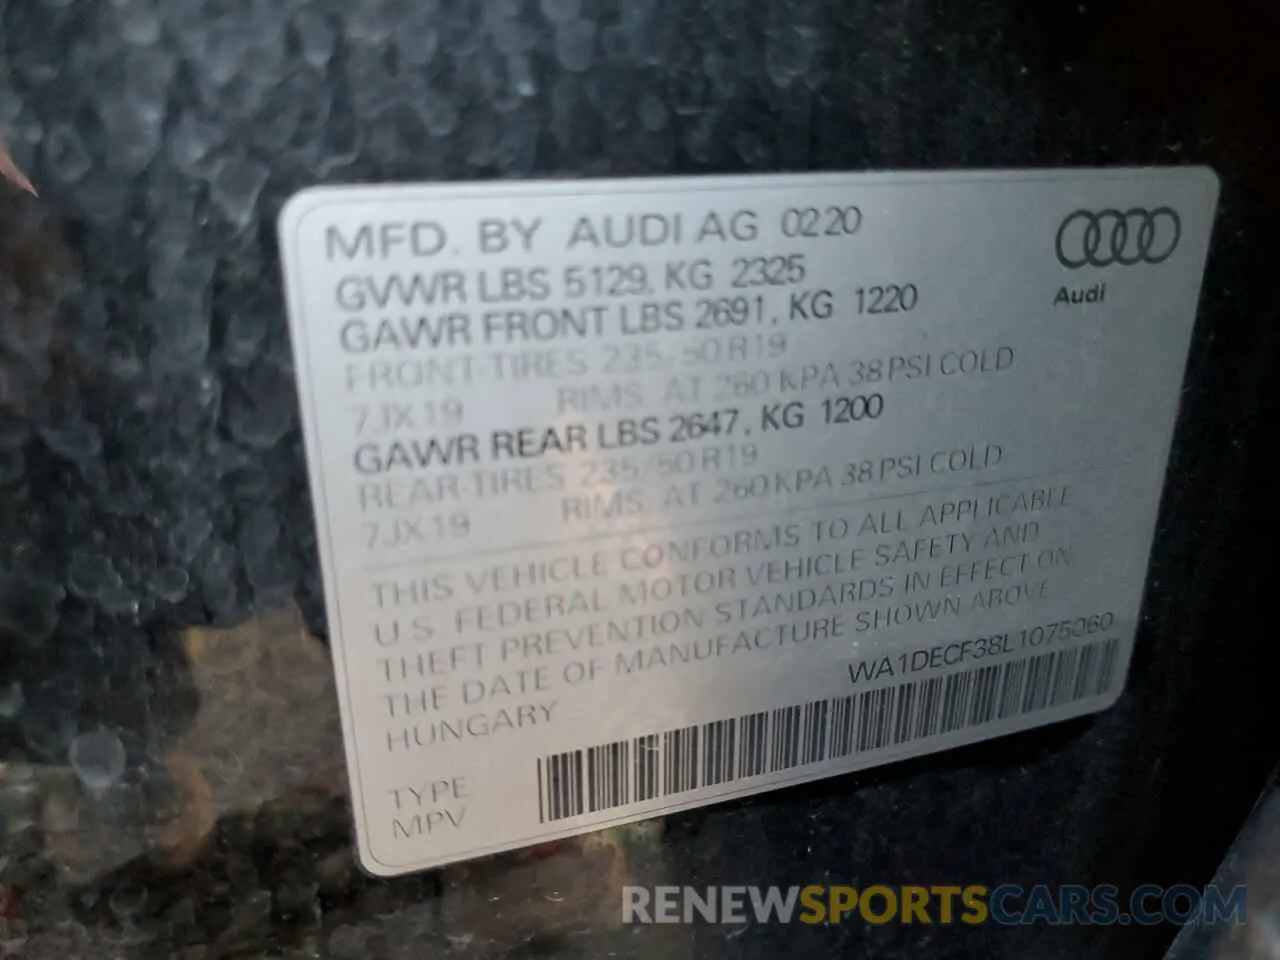 MFD. BY AUDI AG 0220
GVWR LBS 5129, KG 2325
GAWR FRONT LBS 2691, KG 1220
FRONT-TIRES 235/50 R19
7JX19 RIMS, AT 260 KPA 38 PSI COLD
GAWR REAR LBS 2647, KG 1200
REAR-TIRES 235/50 R19
7JX19 RIMS, AT 260 KPA 38 PSI COLD
THIS VEHICLE CONFORMS TO ALL APPLICABLE
U.S. FEDERAL MOTOR VEHICLE SAFETY AND
THEFT PREVENTION STANDARDS IN EFFECT ON
THE DATE OF MANUFACTURE SHOWN ABOVE
HUNGARY
WA1DECF38L1075060
TYPE
MPV
Audi
RENEWSPORTSCARS.COM